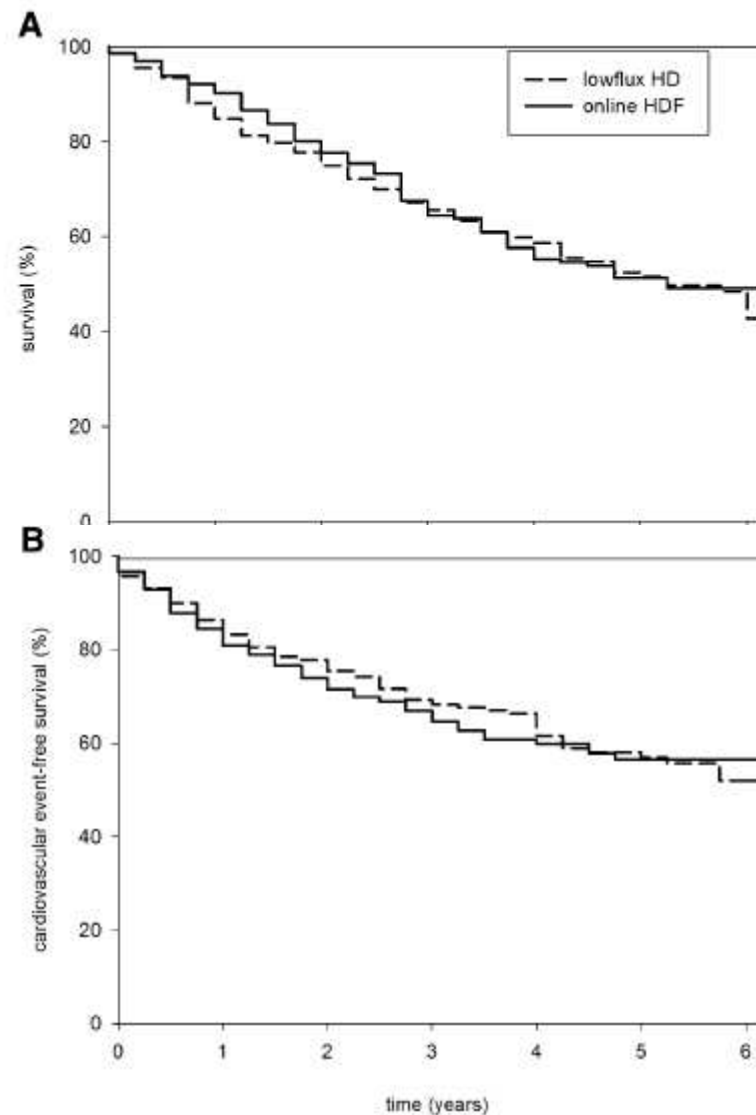 A
100
80
60
40
20
0
survival (%)
lowflux HD
online HDF
B
100
80
60
40
20
0
cardiovascular event-free survival (%)
0 1 2 3 4 5 6
time (years)